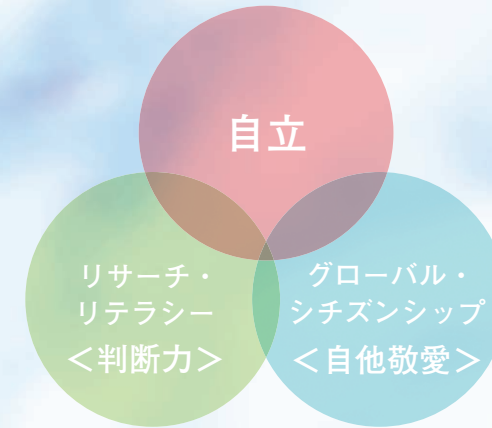 自立
リサーチ・
リテラシー
＜判断力＞
グローバル・
シチズンシップ
＜自他敬愛＞